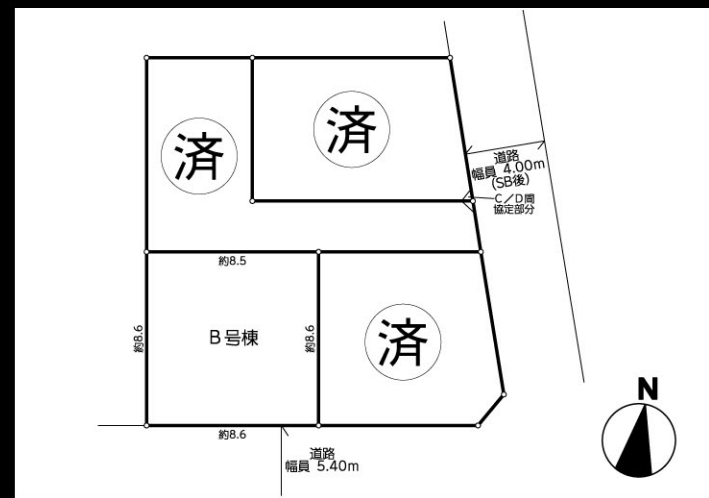 済
済
道路
幅員 4.00m
(SB後)
C/D間
協定部分
約8.5
約8.6
B号棟
約8.6
済
約8.6
道路
幅員 5.40m
N